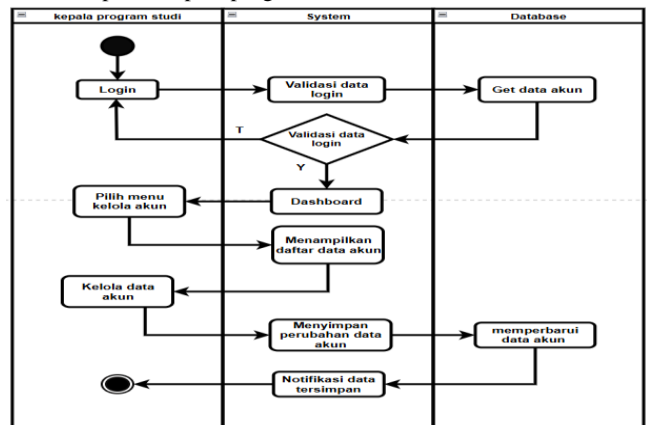 kepala program studi
System
Database
Login
Validasi data
login
Get data akun
T
Validasi data
login
Y
Dashboard
Pilih menu
kelola akun
Menampilkan
daftar data akun
Kelola data
akun
Menyimpan
perubahan data
akun
memperbarui
data akun
Notifikasi data
tersimpan